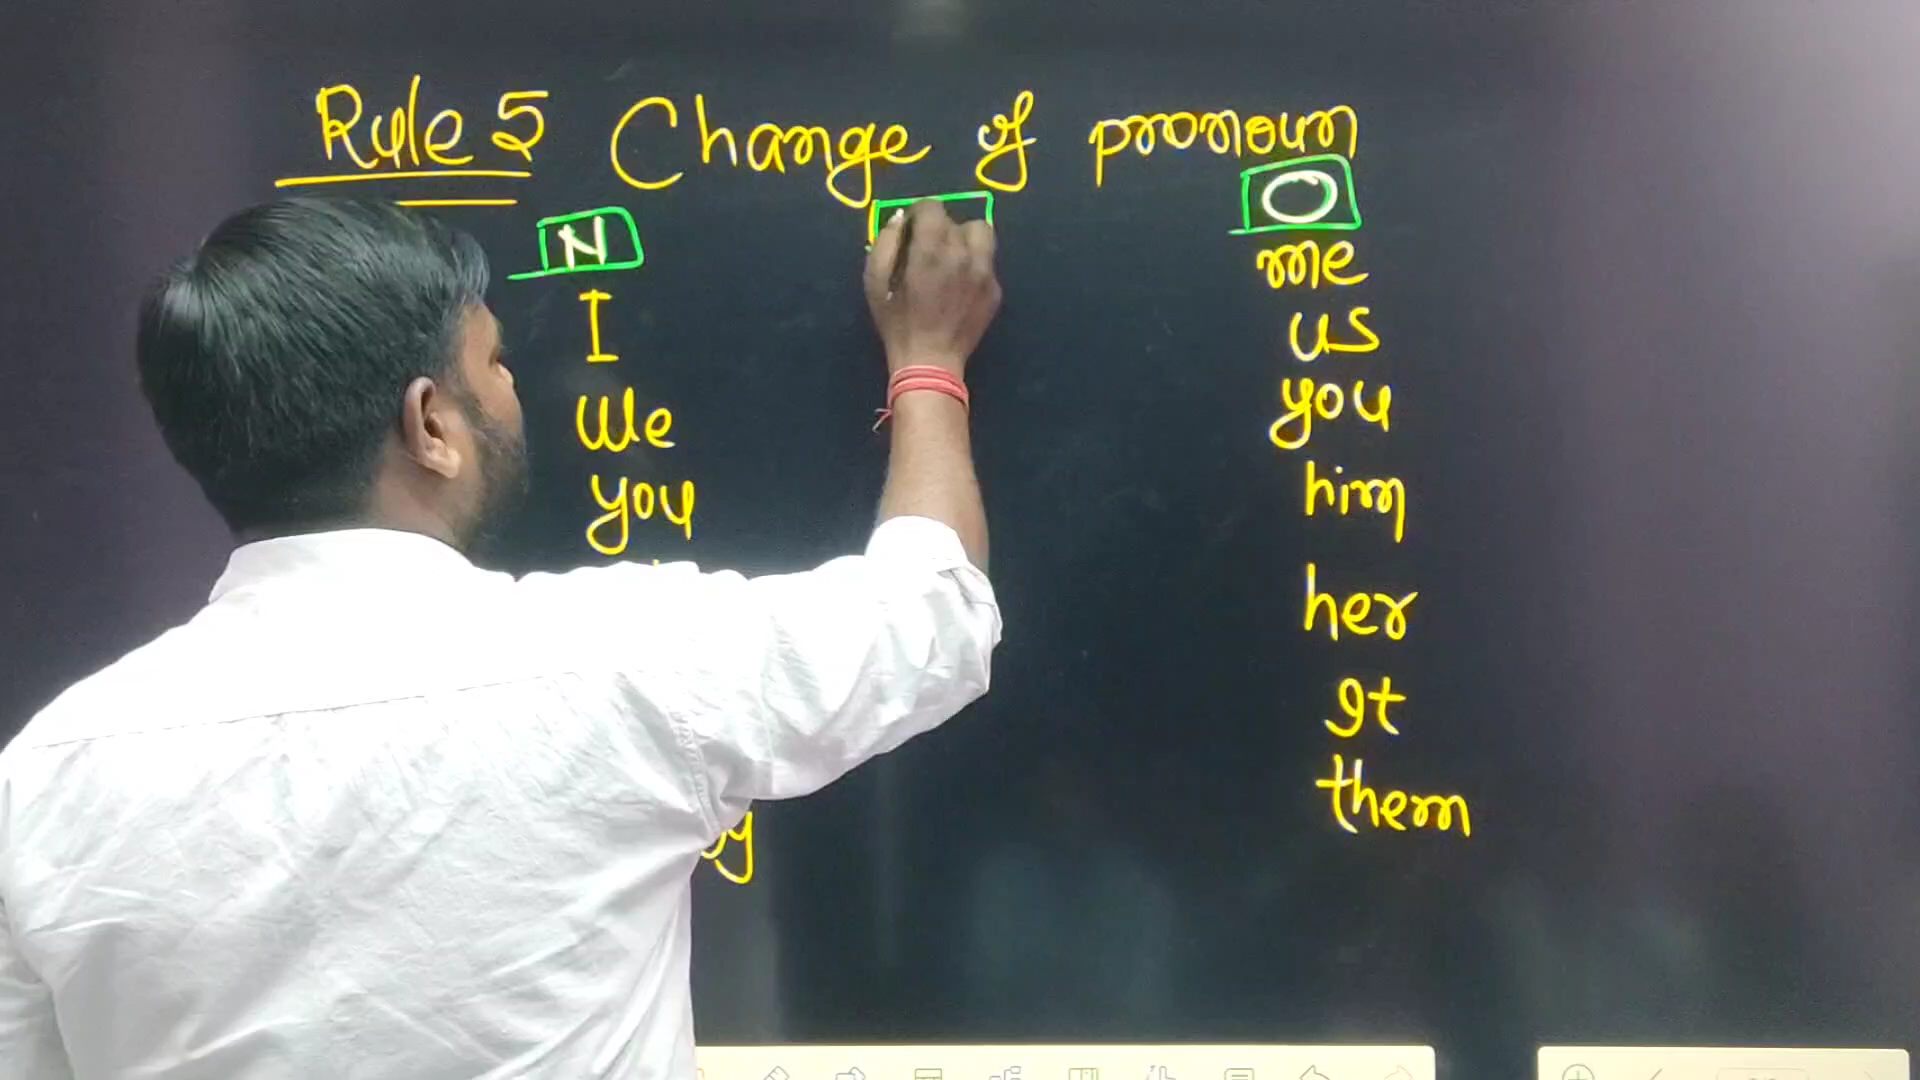 Rule 5 Change of pronoun
N O
I me
We us
you you
him
her
It
them